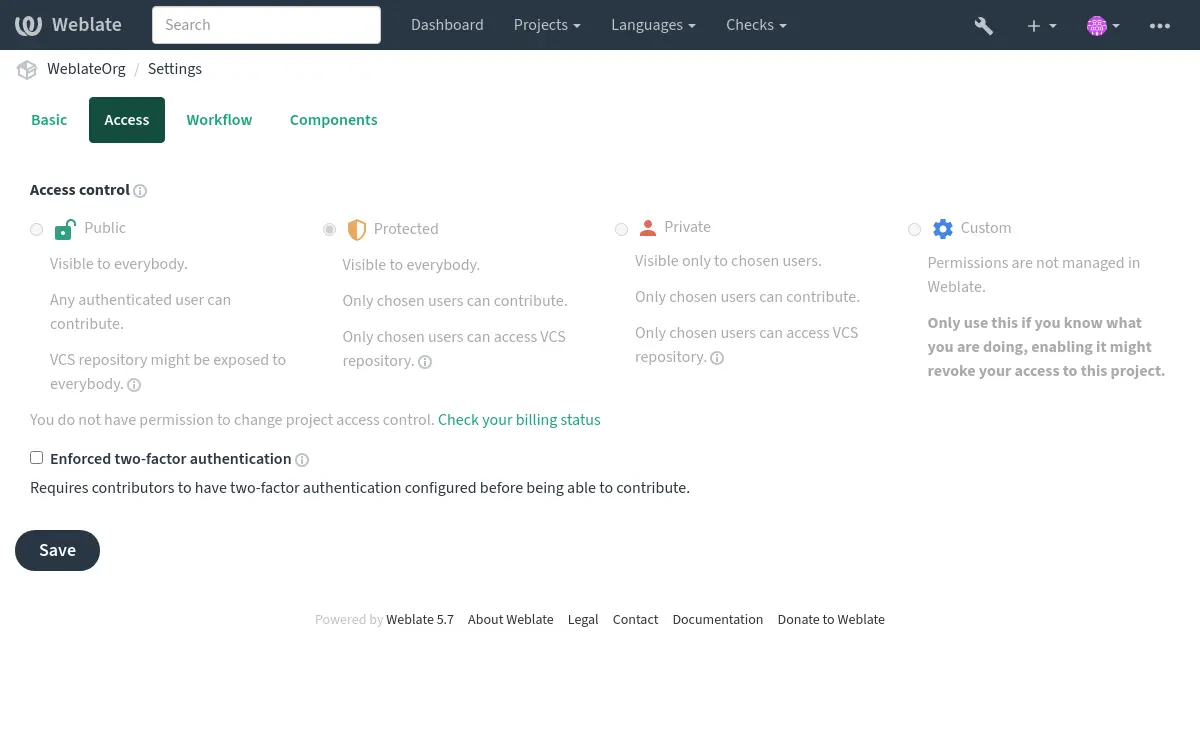 Weblate
Search
Dashboard
Projects
Languages
Checks
WeblateOrg / Settings
Basic
Access
Workflow
Components
Access control
Public
Visible to everybody.
Any authenticated user can
contribute.
VCS repository might be exposed to
everybody.
Protected
Visible to everybody.
Only chosen users can contribute.
Only chosen users can access VCS
repository.
Private
Visible only to chosen users.
Only chosen users can contribute.
Only chosen users can access VCS
repository.
Custom
Permissions are not managed in
Weblate.
Only use this if you know what
you are doing, enabling it might
revoke your access to this project.
You do not have permission to change project access control. Check your billing status
Enforced two-factor authentication
Requires contributors to have two-factor authentication configured before being able to contribute.
Save
Powered by Weblate 5.7 About Weblate Legal Contact Documentation Donate to Weblate